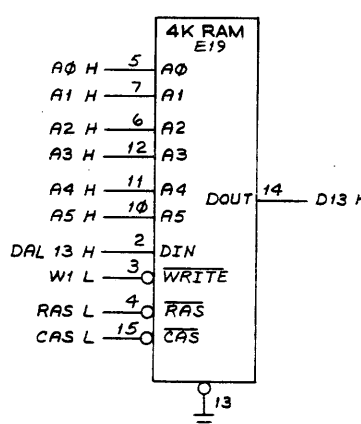 4K RAM
E19
AØ H 5 AØ
A1 H 7 A1
A2 H 6 A2
A3 H 12 A3
A4 H 11 A4
A5 H 1Ø A5
DOUT 14 D13 H
DAL 13 H 2 DIN
W1 L 3 WRITE
RAS L 4 RAS
CAS L 15 CAS
13